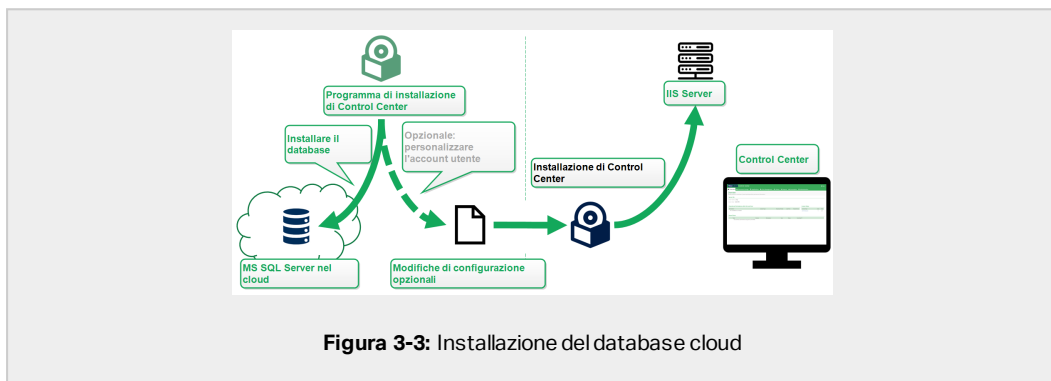 Programma di installazione
di Control Center
IIS Server
Installare il
database
Opzionale:
personalizzare
l'account utente
Installazione di Control
Center
Control Center
MS SQL Server nel
cloud
Modifiche di configurazione
opzionali
Figura 3-3: Installazione del database cloud